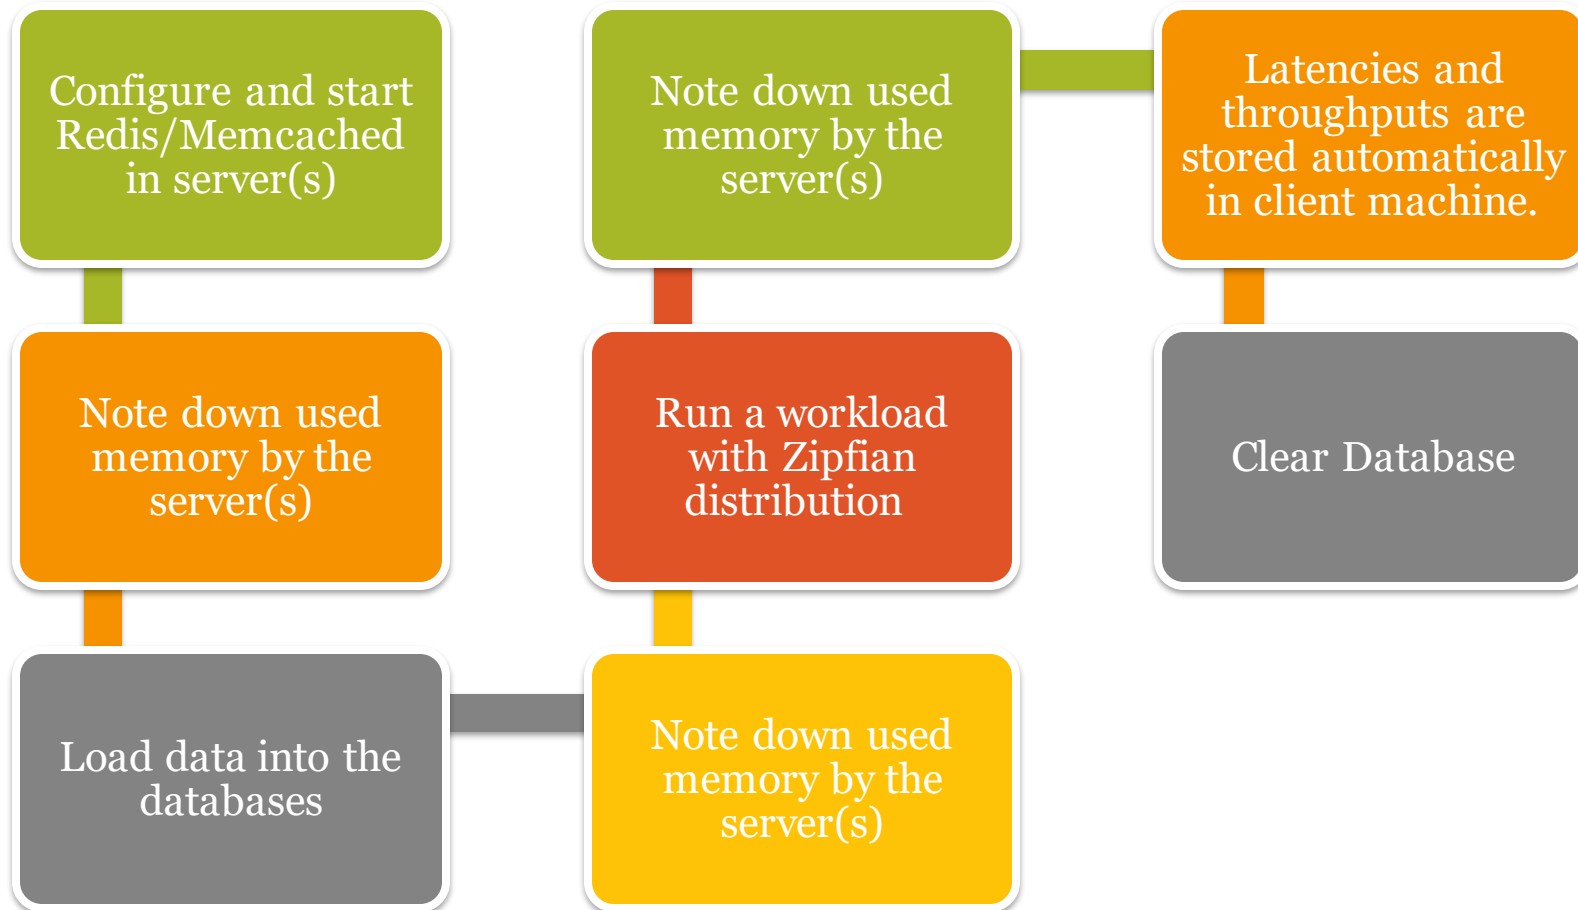 Configure and start
Redis/Memcached
in server(s)
Note down used
memory by the
server(s)
Load data into the
databases
Note down used
memory by the
server(s)
Run a workload
with Zipfian
distribution
Note down used
memory by the
server(s)
Latencies and
throughputs are
stored automatically
in client machine.
Clear Database